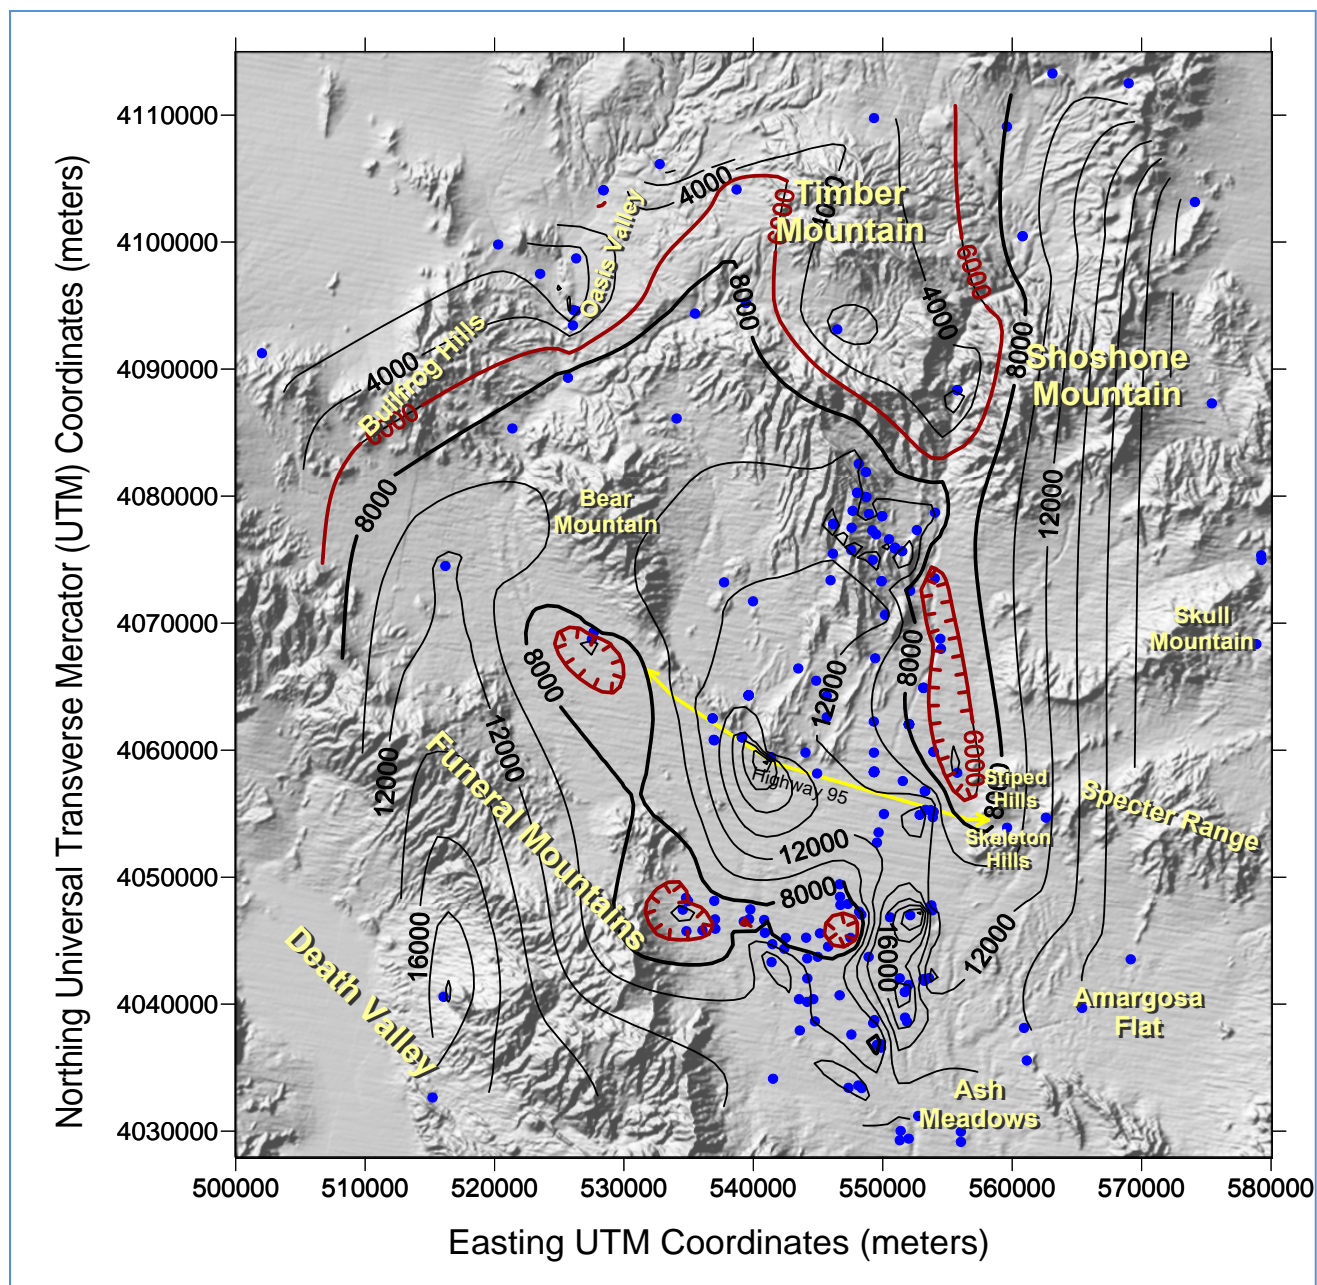 4110000
4100000
4090000
4080000
4070000
4060000
4050000
4040000
4030000
Northing Universal Transverse Mercator (UTM) Coordinates (meters)
500000 510000 520000 530000 540000 550000 560000 570000 580000
Easting UTM Coordinates (meters)
4000
6000
4000
Timber
Mountain
Oasis Valley
6000
4000
8000
8000
Shoshone
Mountain
Bullfrog Hills
4000
6000
8000
Bear
Mountain
12000
Skull
Mountain
8000
8000
12000
12000
12000
6000
8000
Highway 95
Striped
Hills
Specter Range
Skeleton
Hills
Funeral Mountains
12000
8000
16000
16000
12000
Death Valley
Amargosa
Flat
Ash
Meadows